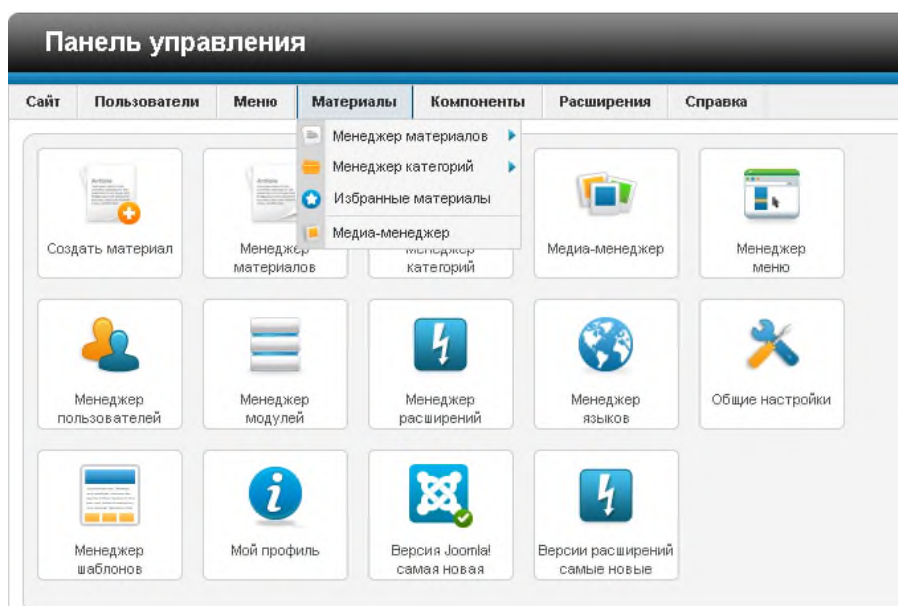 Панель управления
Сайт Пользователи Меню Материалы Компоненты Расширения Справка
Менеджер материалов
Менеджер категорий
Избранные материалы
Медиа-менеджер
Создать материал
Менеджер
материалов
Менеджер
категорий
Медиа-менеджер
Менеджер
меню
Менеджер
пользователей
Менеджер
модулей
Менеджер
расширений
Менеджер
языков
Общие настройки
Менеджер
шаблонов
Мой профиль
Версия Joomla!
самая новая
Версии расширений
самые новые